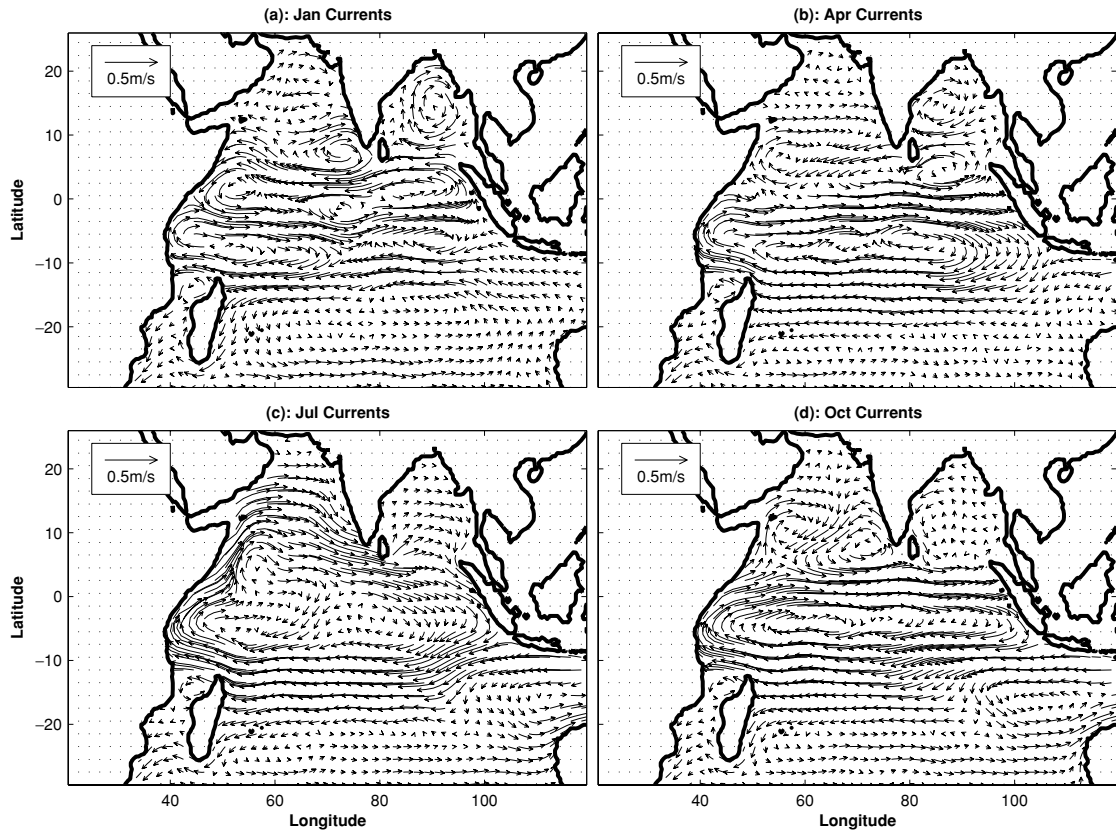 (a): Jan Currents
(b): Apr Currents
0.5m/s
0.5m/s
20
10
0
−10
−20
Latitude
(c): Jul Currents
(d): Oct Currents
0.5m/s
0.5m/s
20
10
0
−10
−20
Latitude
40
60
80
100
40
60
80
100
Longitude
Longitude